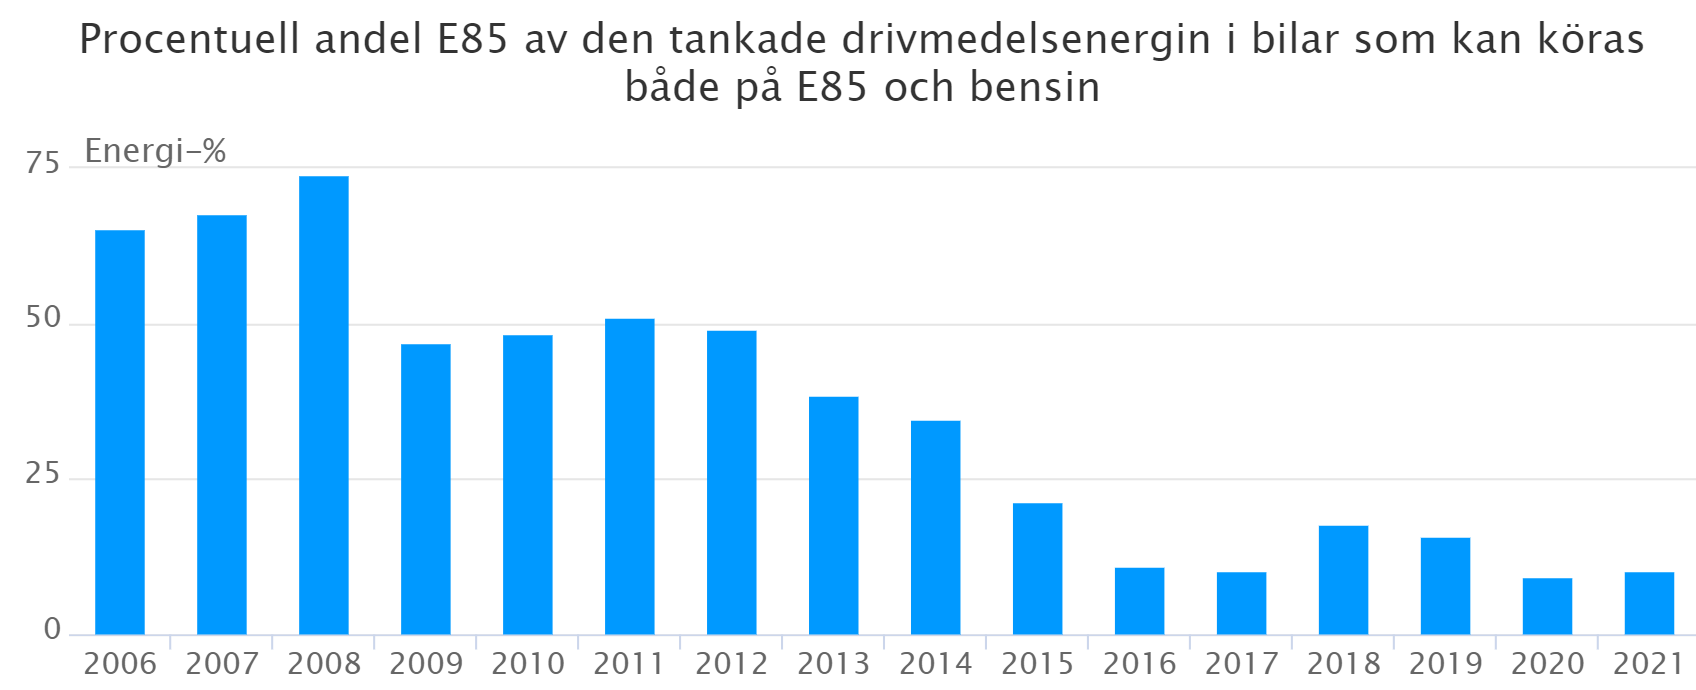 Procentuell andel E85 av den tankade drivmedelsenergin i bilar som kan köras
både på E85 och bensin
Energi-%
75
50
25
0
2006 2007 2008 2009 2010 2011 2012 2013 2014 2015 2016 2017 2018 2019 2020 2021